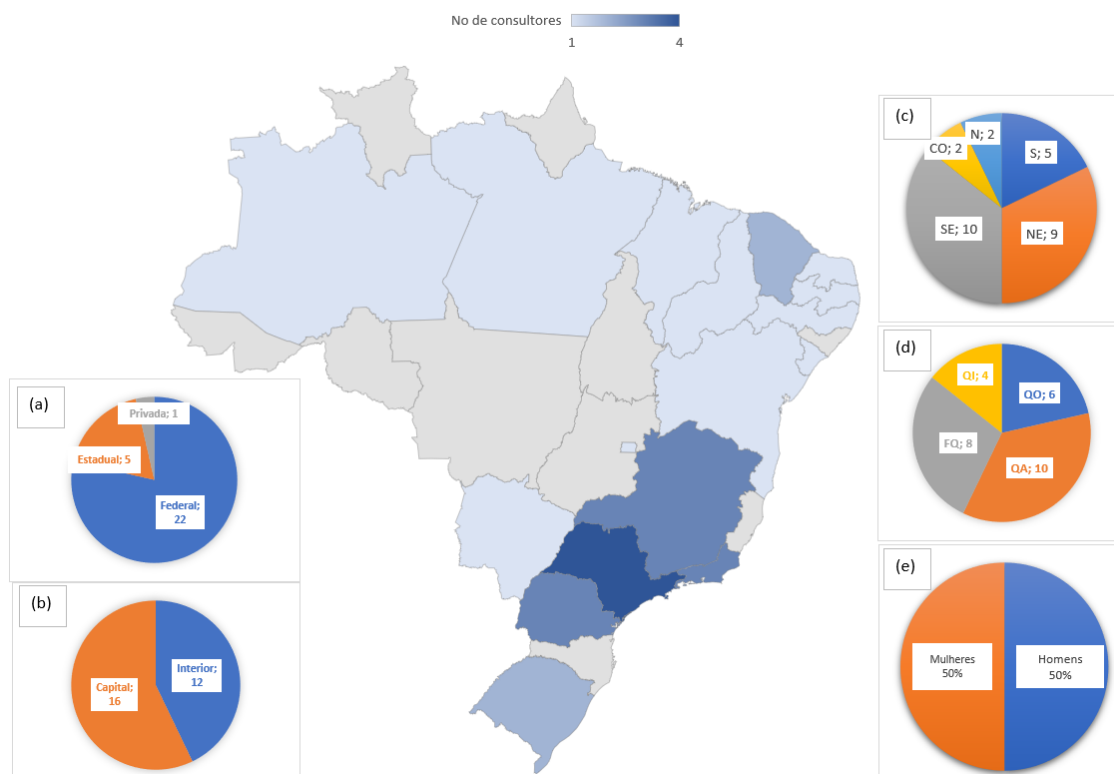 No de consultores
1
4
(a)
Privada; 1
Estadual; 5
Federal;
22
(b)
Interior;
12
Capital;
16
(c)
N; 2
CO; 2
S; 5
SE; 10
NE; 9
(d)
QI; 4
QO; 6
FQ; 8
QA; 10
(e)
Mulheres
50%
Homens
50%